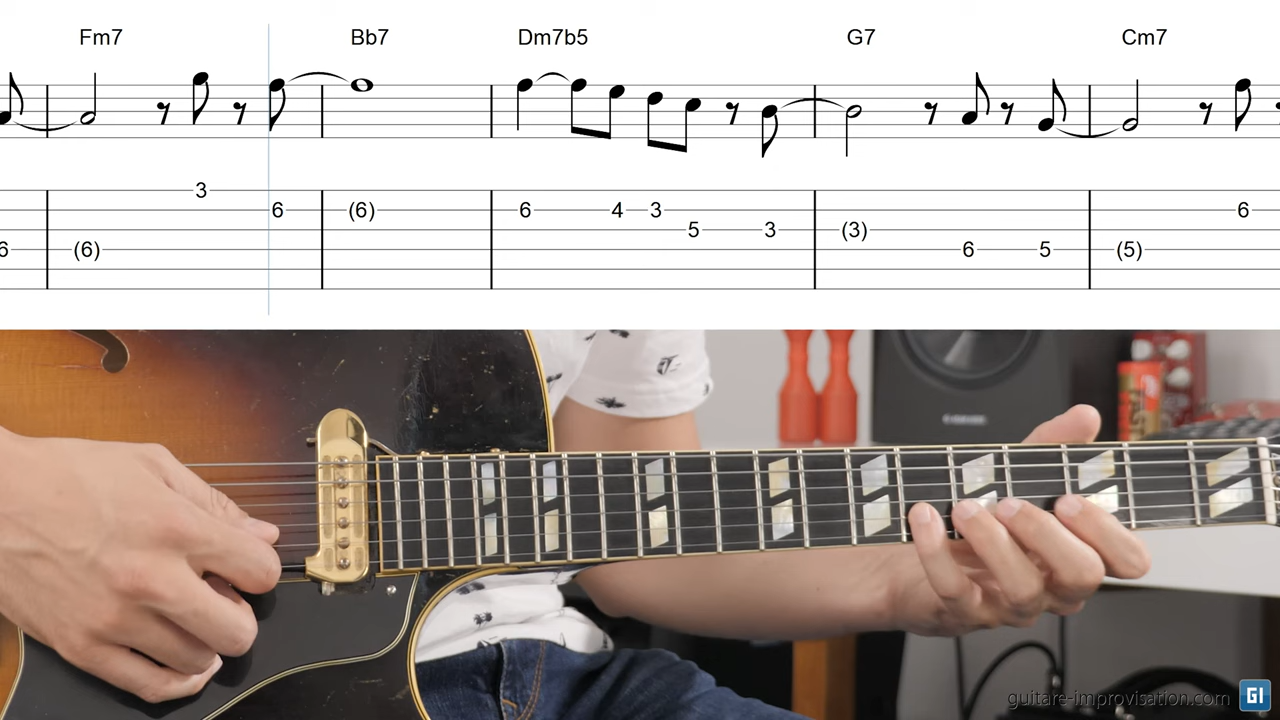 Fm7 Bb7 Dm7b5 G7 Cm7
3
6 (6) 6 4 3 6
5 3 (3)
6 (6) 6 5 (5)
guitare-improvisation.com GI